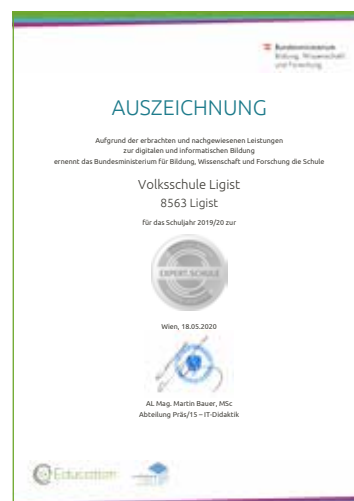 Bundesministerium
Bildung, Wissenschaft
und Forschung
AUSZEICHNUNG
Aufgrund der erbrachten und nachgewiesenen Leistungen
zur digitalen und informatischen Bildung
ernennt das Bundesministerium für Bildung, Wissenschaft und Forschung die Schule
Volksschule Ligist
8563 Ligist
für das Schuljahr 2019/20 zur
EXPERT.SCHULE
Wien, 18.05.2020
AL Mag. Martin Bauer, MSc
Abteilung Präs/15 – IT-Didaktik
Education